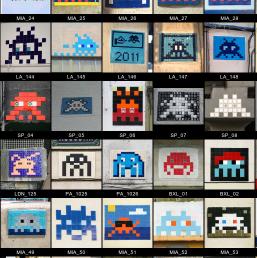 MIA_25 MIA_26 MIA_27 MIA_28
2011
LA_144 LA_145 LA_146 LA_147 LA_148
SP_04 SP_05 SP_06 SP_07 SP_08
LDN_125 PA_1025 PA_1026 BXL_01 BXL_02
MIA_49 MIA_50 MIA_51 MIA_52 MIA_53